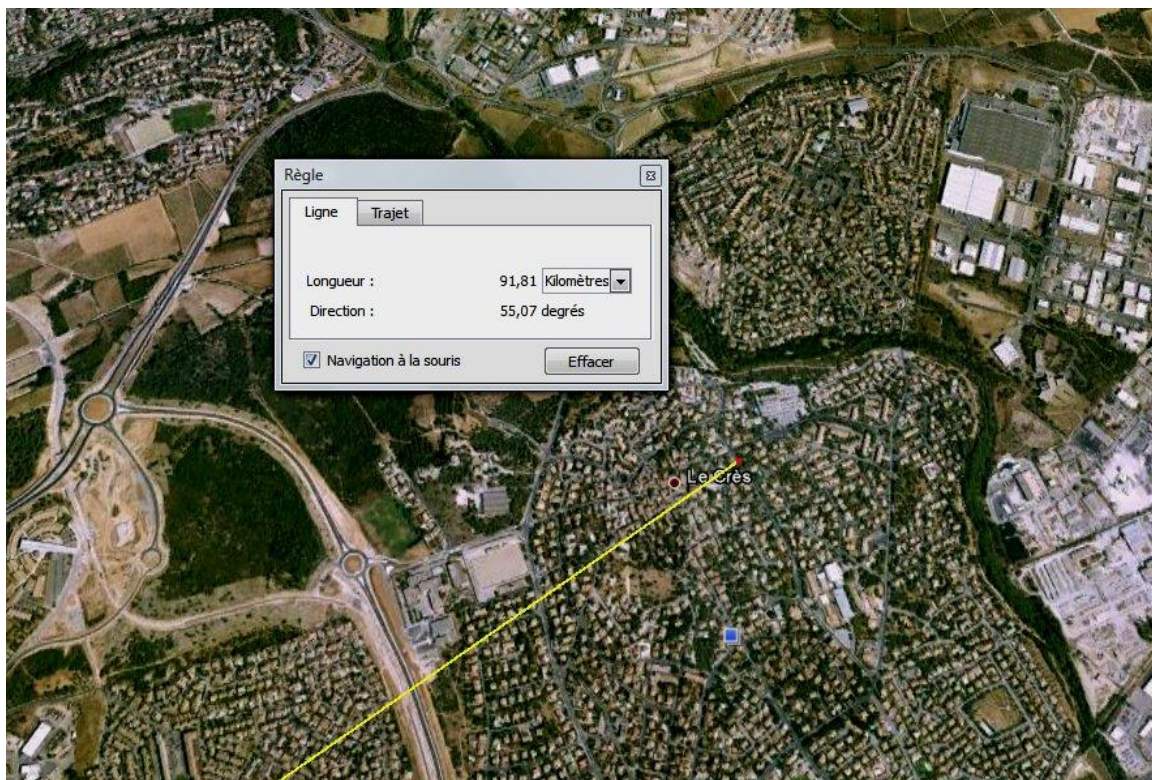 Règle
Ligne Trajet
Longueur : 91,81 Kilomètres
Direction : 55,07 degrés
Navigation à la souris Effacer
Le Crès